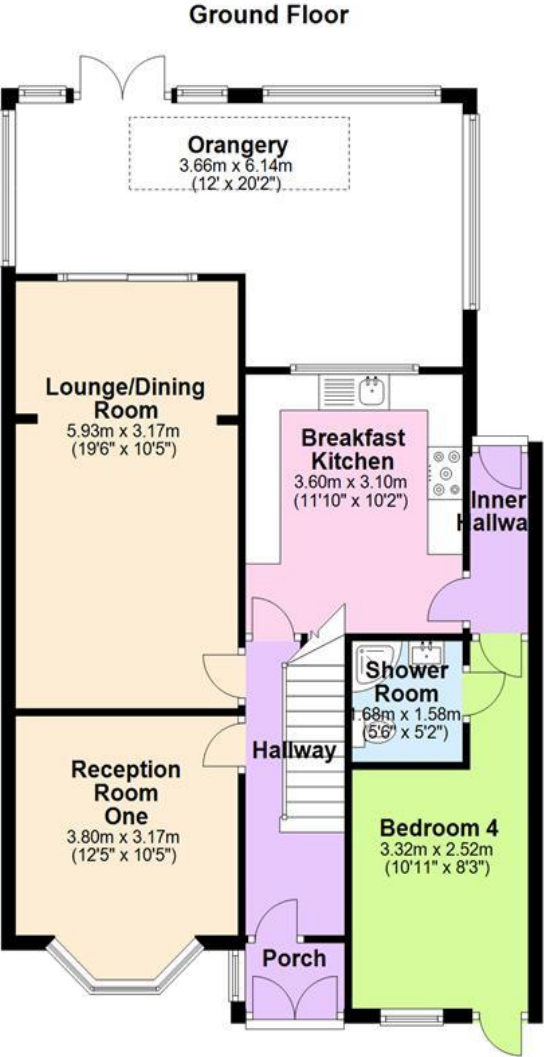 Ground Floor
Orangery
3.66m x 6.14m
(12' x 20'2")
Lounge/Dining
Room
5.93m x 3.17m
(19'6" x 10'5")
Breakfast
Kitchen
3.60m x 3.10m
(11'10" x 10'2")
Inner
Hallwa
Shower
Room
1.68m x 1.58m
(5'6" x 5'2")
Hallway
Reception
Room
One
3.80m x 3.17m
(12'5" x 10'5")
Bedroom 4
3.32m x 2.52m
(10'11" x 8'3")
Porch